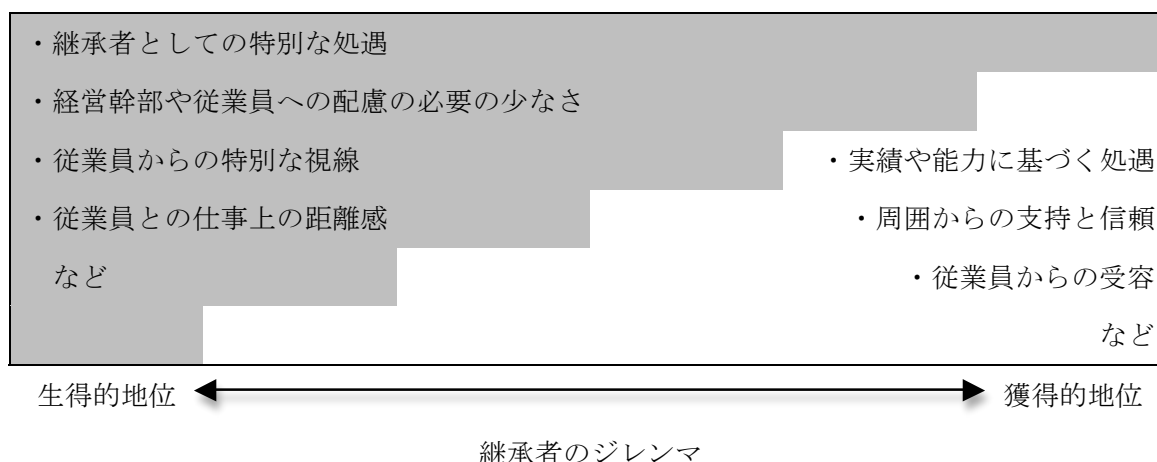 ・継承者としての特別な処遇
・経営幹部や従業員への配慮の必要の少なさ
・従業員からの特別な視線
・実績や能力に基づく処遇
・従業員との仕事上の距離感
・周囲からの支持と信頼
など
・従業員からの受容
など
生得的地位
獲得的地位
継承者のジレンマ